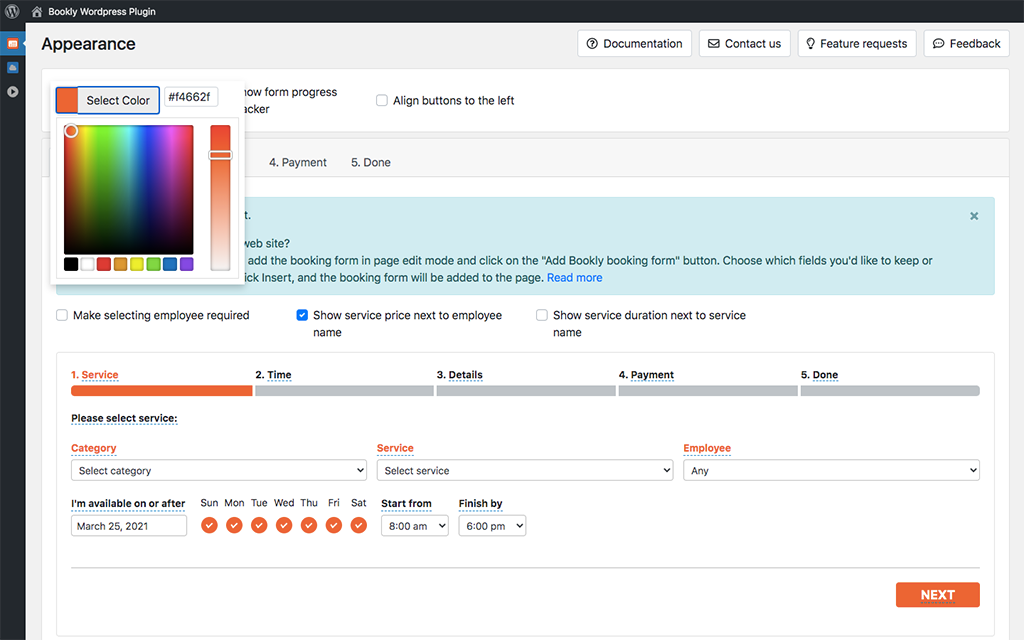 Bookly Wordpress Plugin
Appearance
Documentation
Contact us
Feature requests
Feedback
Select Color
#f4662f
ow form progress
acker
Align buttons to the left
4. Payment
5. Done
t.
web site?
add the booking form in page edit mode and click on the "Add Bookly booking form" button. Choose which fields you'd like to keep or
ick Insert, and the booking form will be added to the page. Read more
Make selecting employee required
Show service price next to employee
name
Show service duration next to service
name
1. Service
2. Time
3. Details
4. Payment
5. Done
Please select service:
Category
Service
Employee
Select category
Select service
Any
I'm available on or after
Sun Mon Tue Wed Thu Fri Sat
Start from
Finish by
March 25, 2021
8:00 am
6:00 pm
NEXT